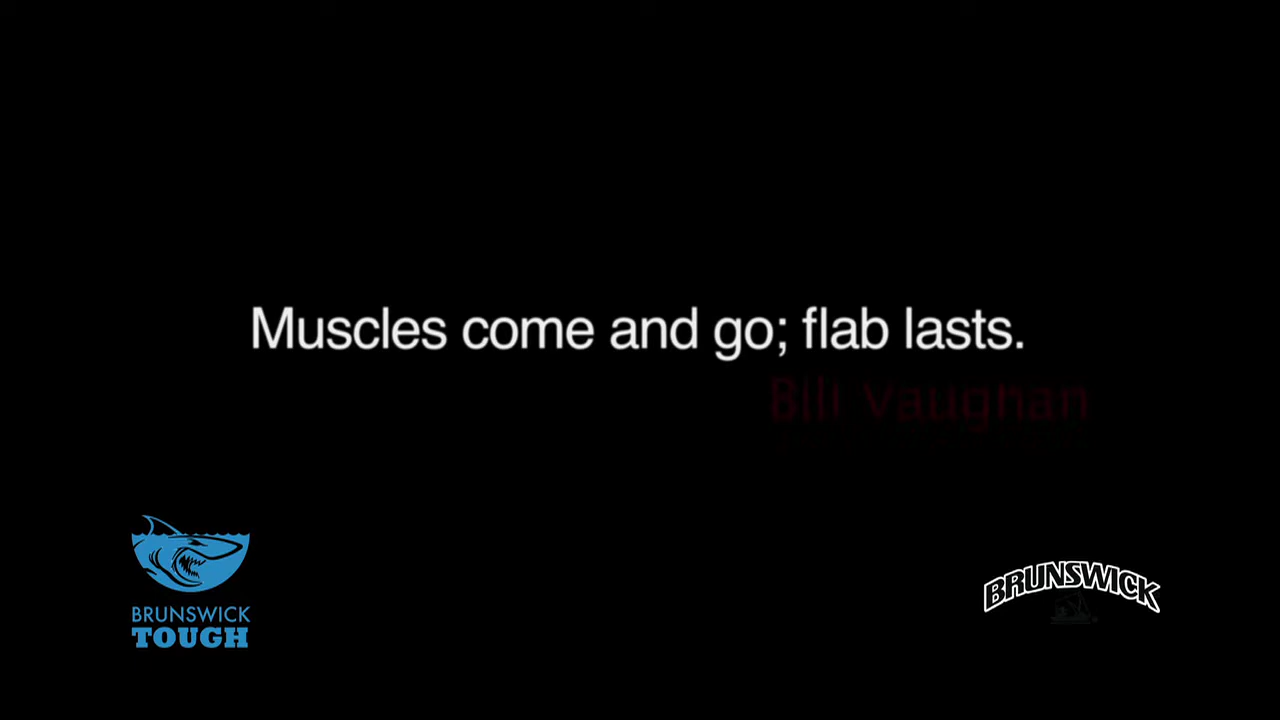 Muscles come and go; flab lasts.
Bill Vaughan
BRUNSWICK
TOUGH
BRUNSWICK